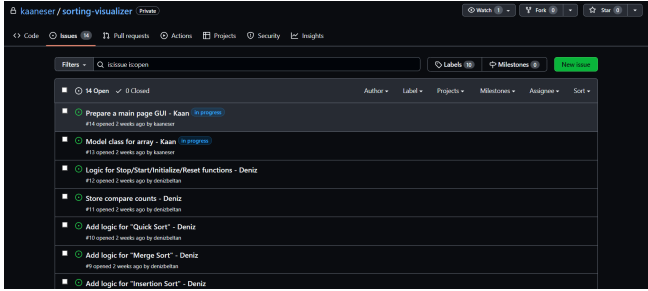 kaaneser / sorting-visualizer Private
Watch 1 Fork 0 Star 0
Code Issues 14 Pull requests Actions Projects Security Insights
Filters is:issue is:open Labels 10 Milestones 0 New issue
14 Open 0 Closed Author Label Projects Milestones Assignee Sort
Prepare a main page GUI - Kaan in progress
#14 opened 2 weeks ago by kaaneser
Model class for array - Kaan in progress
#13 opened 2 weeks ago by kaaneser
Logic for Stop/Start/Initialize/Reset functions - Deniz
#12 opened 2 weeks ago by denizbeltan
Store compare counts - Deniz
#11 opened 2 weeks ago by denizbeltan
Add logic for "Quick Sort" - Deniz
#10 opened 2 weeks ago by denizbeltan
Add logic for "Merge Sort" - Deniz
#9 opened 2 weeks ago by denizbeltan
Add logic for "Insertion Sort" - Deniz